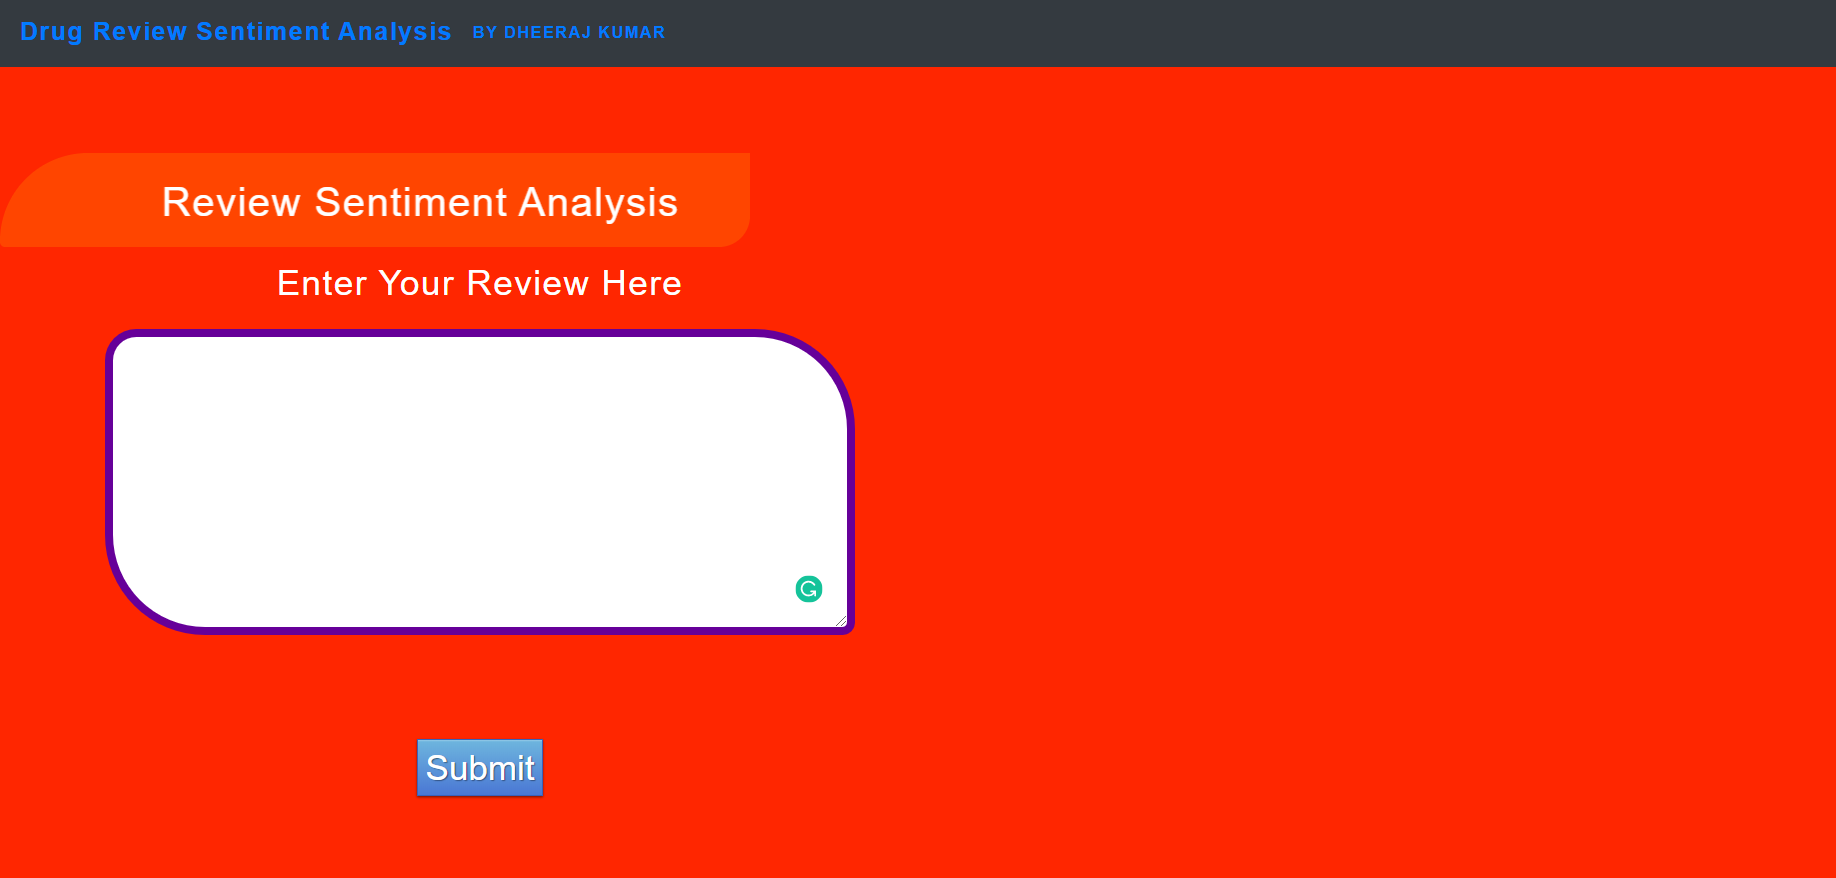 Drug Review Sentiment Analysis BY DHEERAJ KUMAR
Review Sentiment Analysis
Enter Your Review Here
Submit